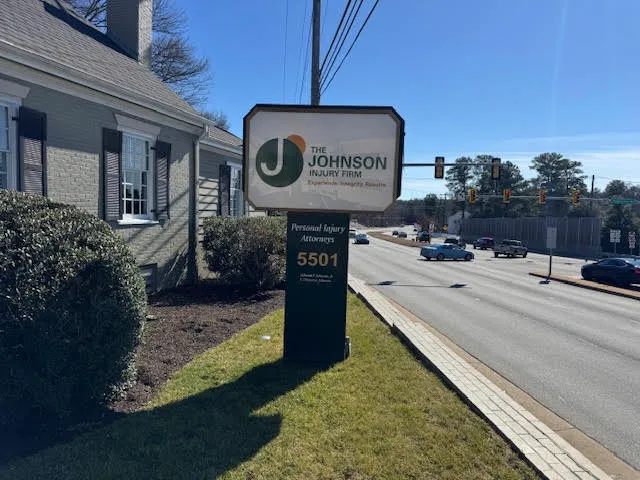 J
THE
JOHNSON
INJURY FIRM
Experience. Integrity. Results.
Personal Injury
Attorneys
5501